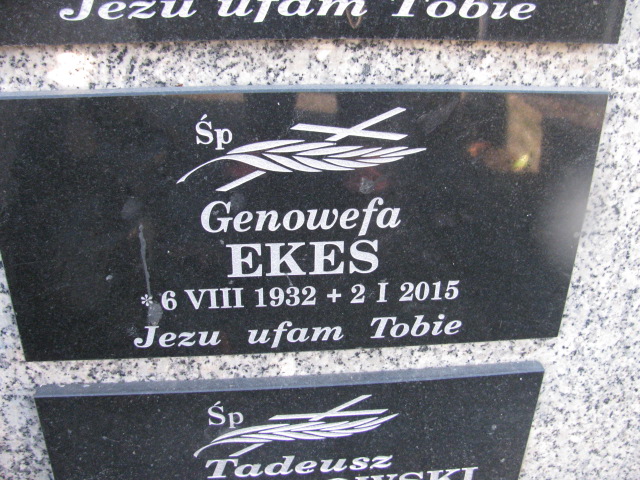 Jezu ufam Tobie
Śp
Genowefa
EKES
* 6 VIII 1932 + 2 I 2015
Jezu ufam Tobie
Śp
Tadeusz